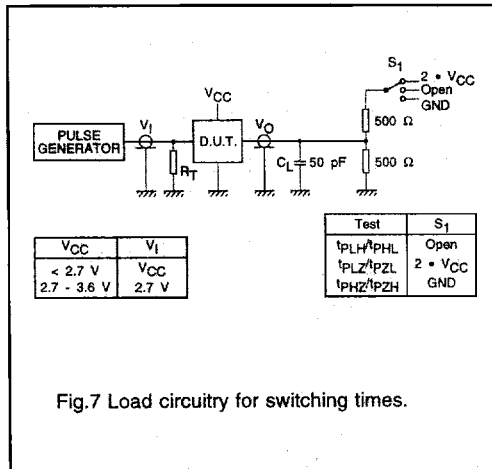 S1
2 • VCC
Open
GND
VCC
500 Ω
PULSE
GENERATOR
VI
D.U.T.
VO
RT
CL
50 pF
500 Ω
Test S1
tPLH/tPHL Open
tPLZ/tPZL 2 • VCC
tPHZ/tPZH GND
VCC VI
< 2.7 V VCC
2.7 - 3.6 V 2.7 V
Fig.7 Load circuitry for switching times.